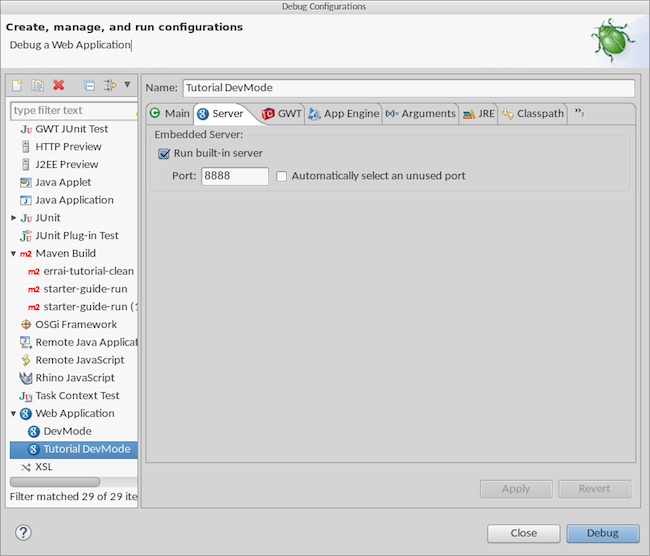 Debug Configurations
Create, manage, and run configurations
Debug a Web Application
type filter text
GWT JUnit Test
HTTP Preview
J2EE Preview
Java Applet
Java Application
JUnit
JUnit Plug-in Test
Maven Build
errai-tutorial-clean
starter-guide-run
starter-guide-run (1
OSGi Framework
Remote Java Applicat
Remote JavaScript
Rhino JavaScript
Task Context Test
Web Application
DevMode
Tutorial DevMode
XSL
Filter matched 29 of 29 ite
Name: Tutorial DevMode
Main Server GWT App Engine Arguments JRE Classpath
Embedded Server:
Run built-in server
Port: 8888 Automatically select an unused port
Apply Revert
Close Debug